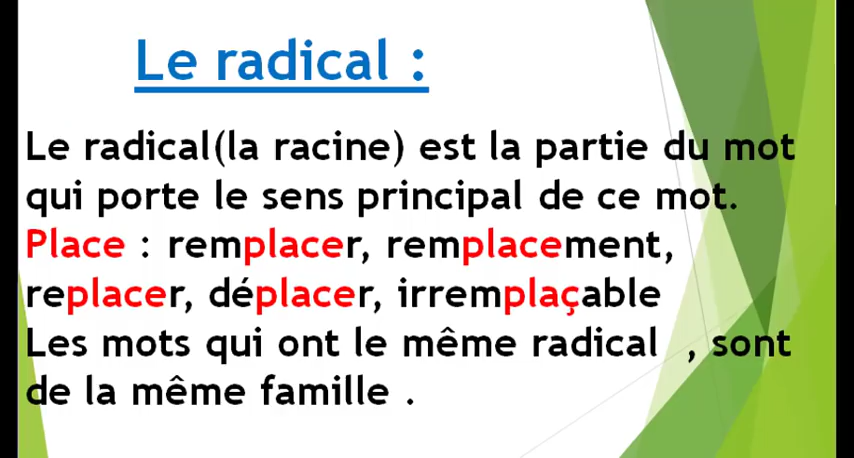 Le radical :
Le radical(la racine) est la partie du mot
qui porte le sens principal de ce mot.
Place : remplacer, remplacement,
replacer, déplacer, irremplaçable
Les mots qui ont le même radical , sont
de la même famille .